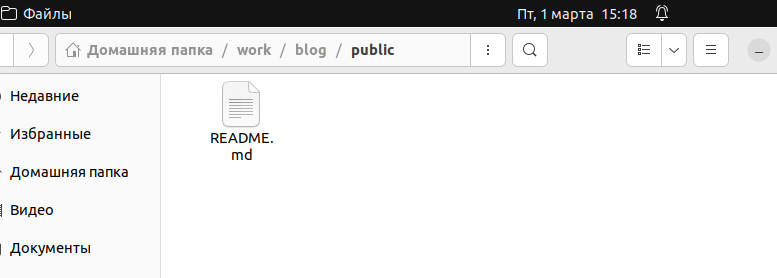 Файлы
Пт, 1 марта 15:18
Домашняя папка / work / blog / public
Недавние
Избранные
Домашняя папка
Видео
Документы
README.
md